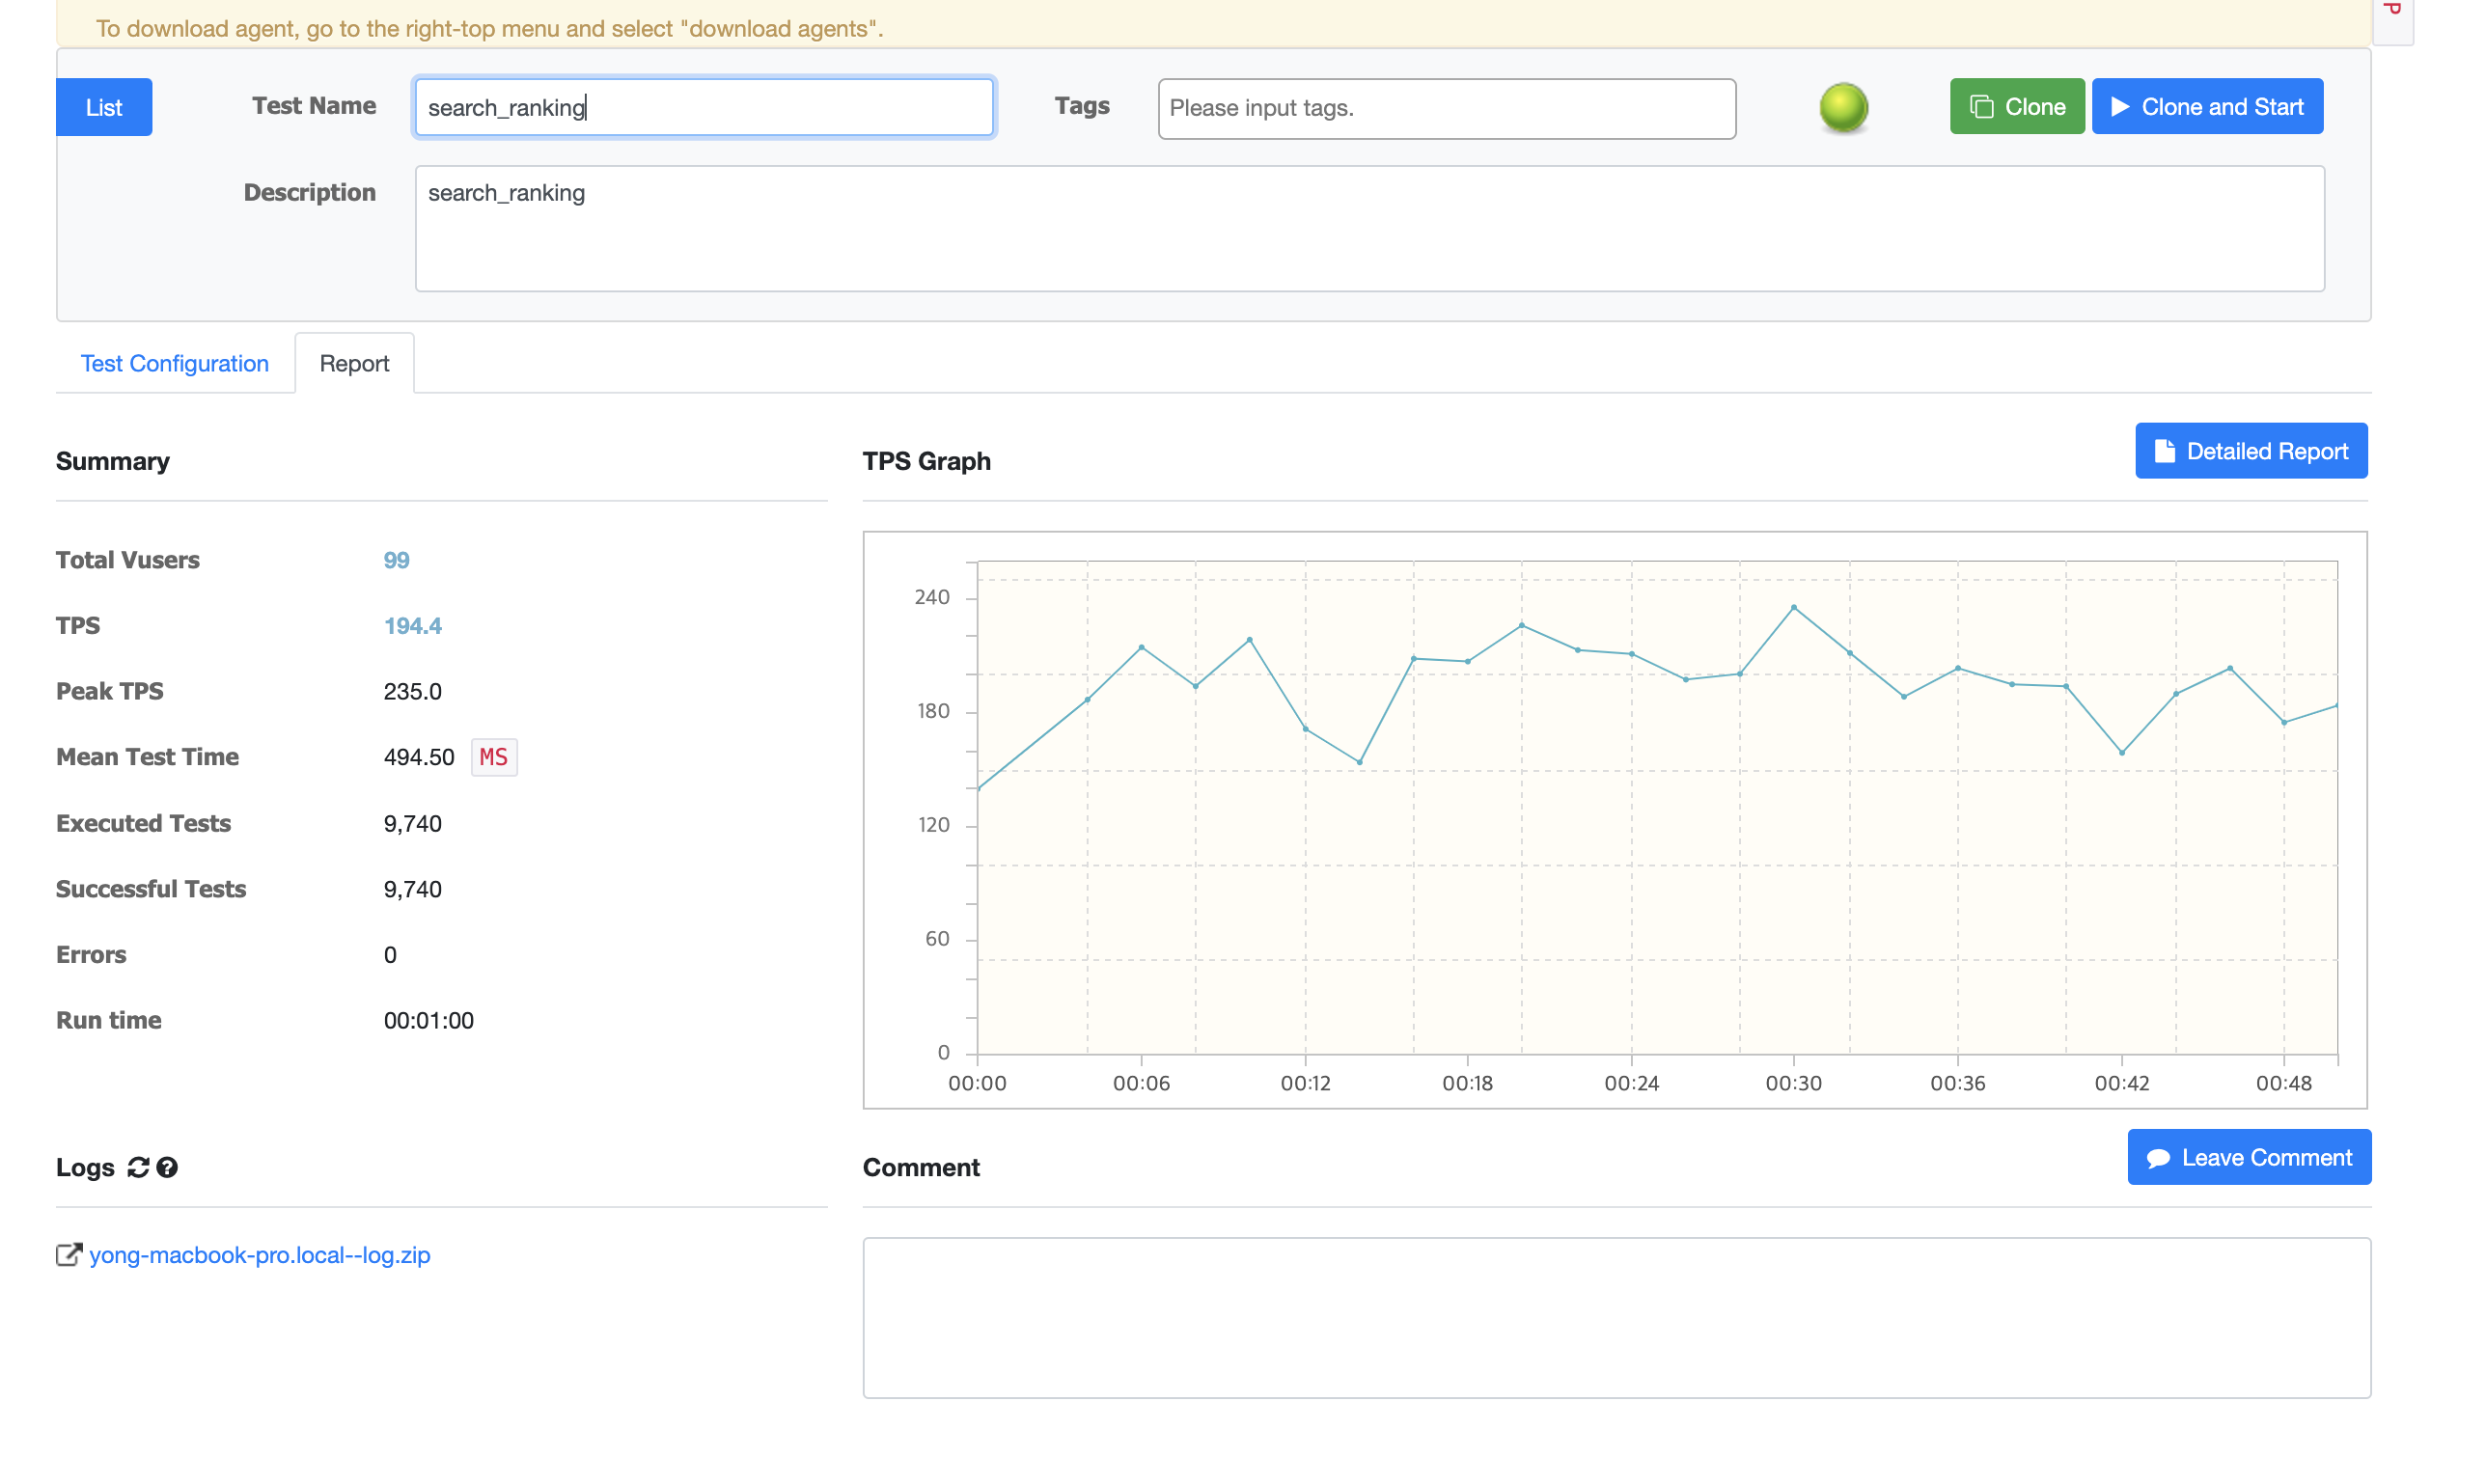 To download agent, go to the right-top menu and select "download agents".
P
List
Test Name
search_ranking
Tags
Please input tags.
Clone
Clone and Start
Description
search_ranking
Test Configuration
Report
Summary
Total Vusers 99
TPS 194.4
Peak TPS 235.0
Mean Test Time 494.50 MS
Executed Tests 9,740
Successful Tests 9,740
Errors 0
Run time 00:01:00
TPS Graph
Detailed Report
240
180
120
60
0
00:00 00:06 00:12 00:18 00:24 00:30 00:36 00:42 00:48
Logs
yong-macbook-pro.local--log.zip
Comment
Leave Comment